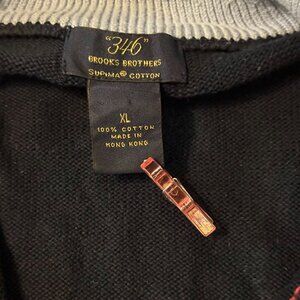 "346"
BROOKS BROTHERS
SUPIMA® COTTON
XL
100% COTTON
MADE IN
HONG KONG